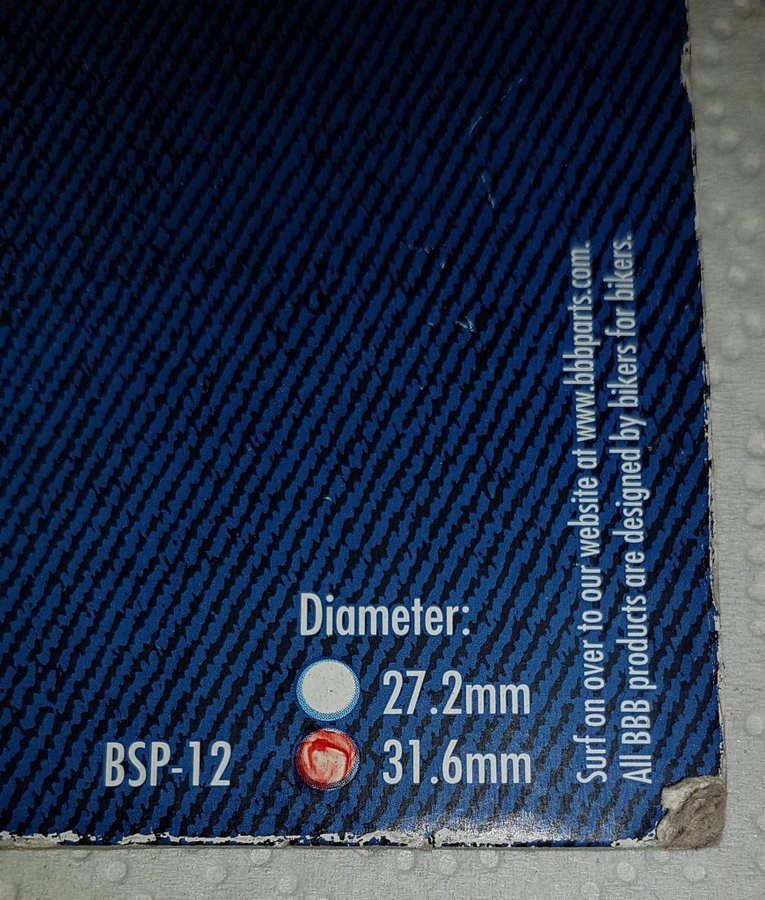 Diameter:
27.2mm
BSP-12 31.6mm
Surf on over to our website at www.bbbparts.com.
All BBB products are designed by bikers for bikers.